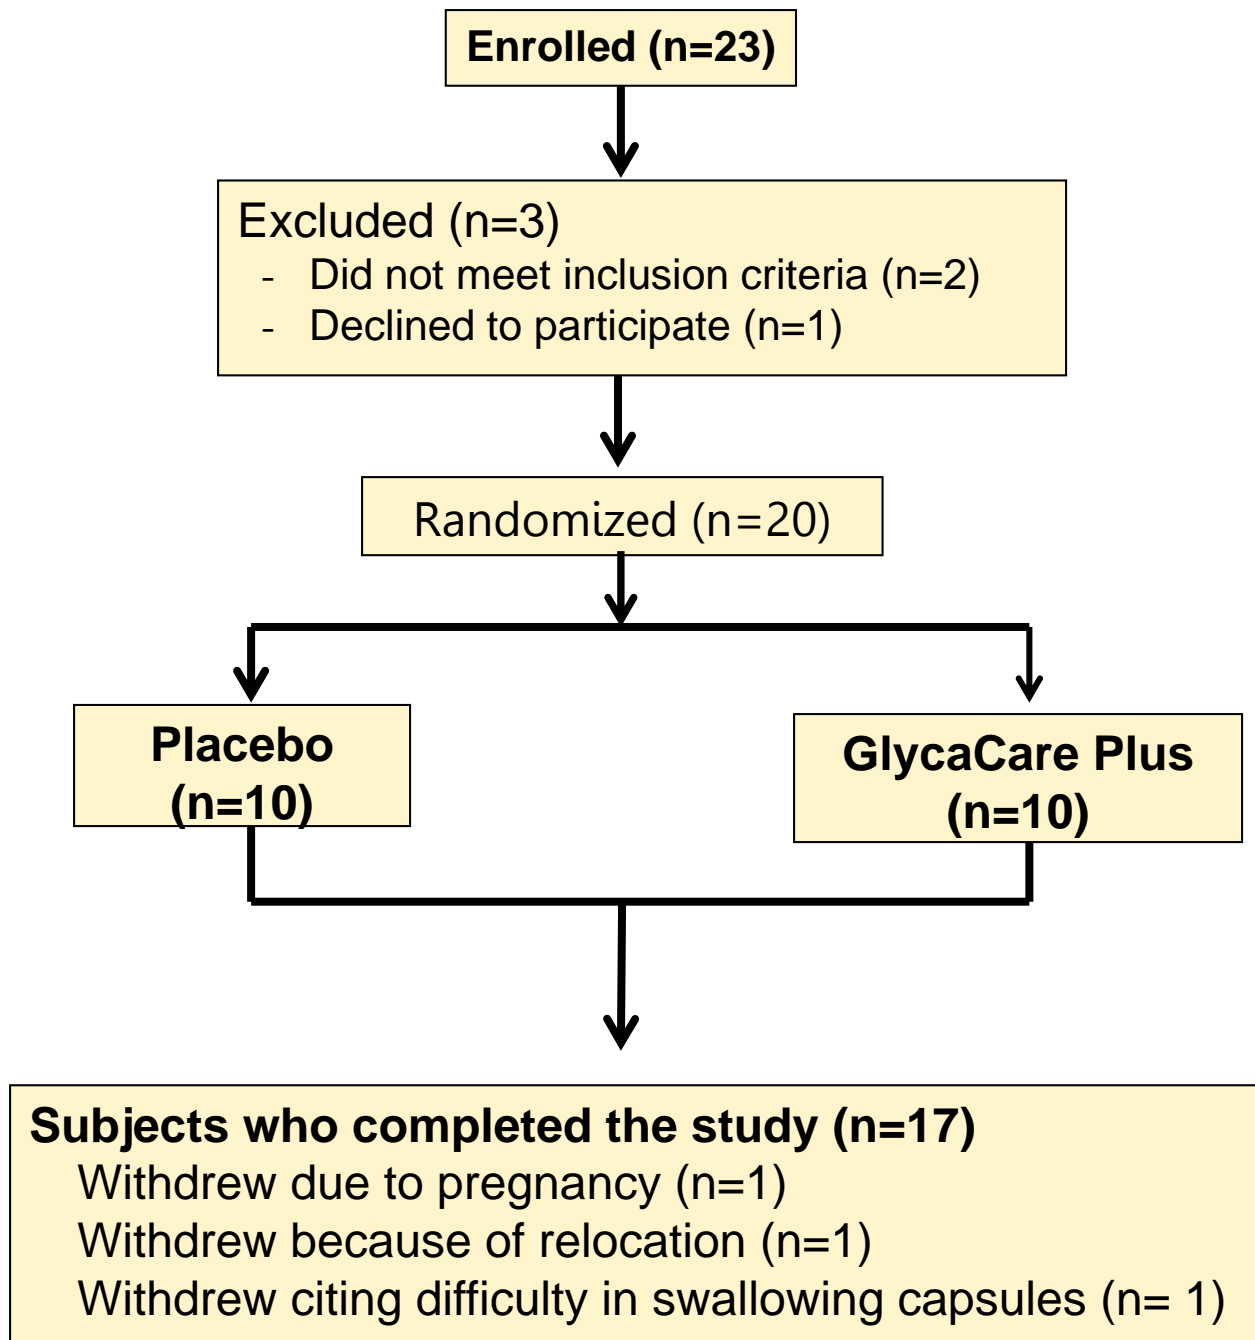 Enrolled (n=23)
Excluded (n=3)
- Did not meet inclusion criteria (n=2)
- Declined to participate (n=1)
Randomized (n=20)
Placebo
(n=10)
GlycaCare Plus
(n=10)
Subjects who completed the study (n=17)
Withdrew due to pregnancy (n=1)
Withdrew because of relocation (n=1)
Withdrew citing difficulty in swallowing capsules (n= 1)